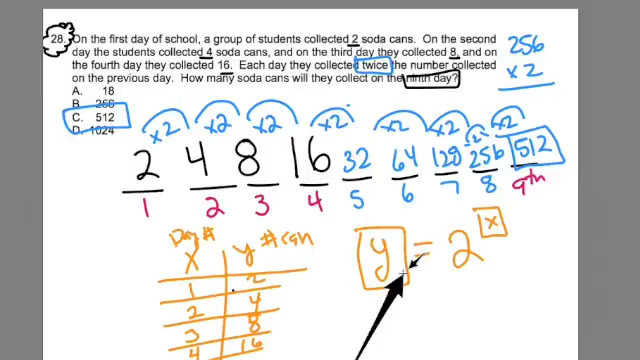 28. On the first day of school, a group of students collected 2 soda cans. On the second
day the students collected 4 soda cans, and on the third day they collected 8, and on
the fourth day they collected 16. Each day they collected twice the number collected
on the previous day. How many soda cans will they collect on the ninth day?
A. 18
B. 256
C. 512
D. 1024
256
x 2
x2 x2 x2 x2 x2 x2 x2 x2
2 4 8 16 32 64 128 256 512
1 2 3 4 5 6 7 8 9th
Day # # can
x y
1 2
2 4
3 8
4 16
y = 2^x